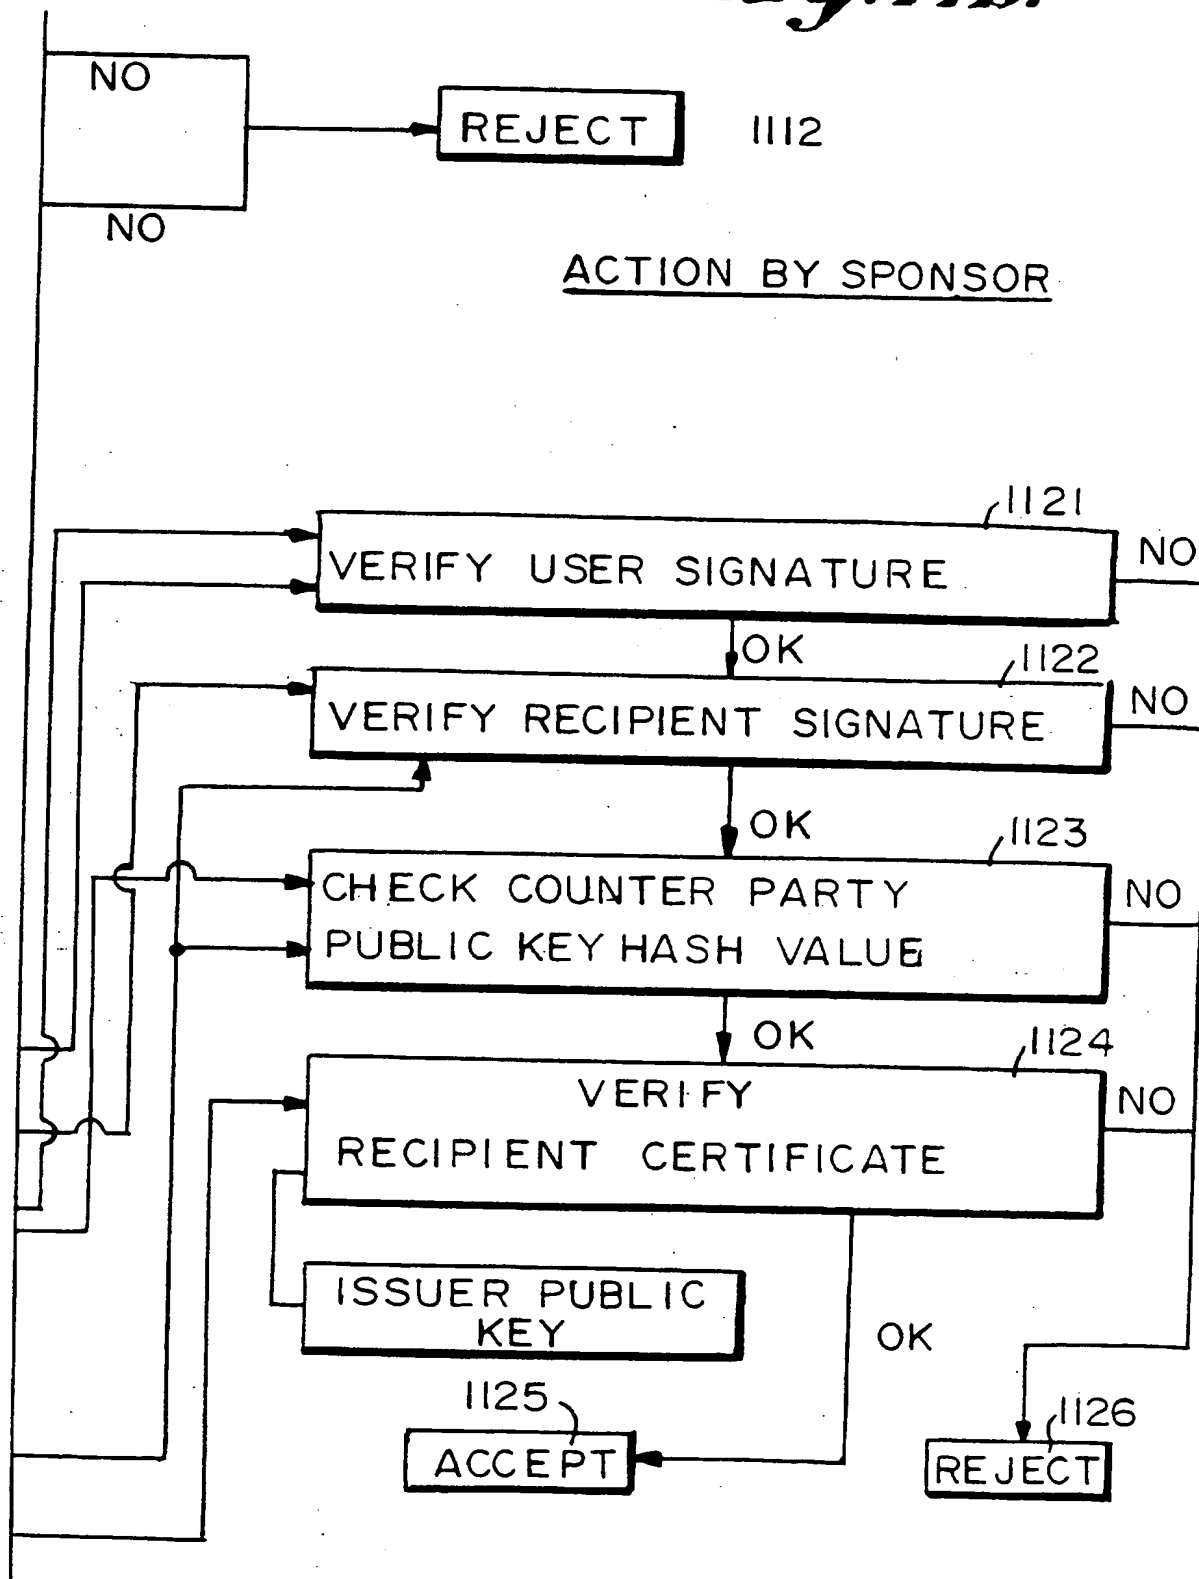 NO
REJECT 1112
NO
ACTION BY SPONSOR
1121
VERIFY USER SIGNATURE NO
OK
1122
VERIFY RECIPIENT SIGNATURE NO
OK
1123
CHECK COUNTER PARTY NO
PUBLIC KEY HASH VALUE
OK
1124
VERIFY NO
RECIPIENT CERTIFICATE
ISSUER PUBLIC
KEY
OK
1125
ACCEPT
1126
REJECT